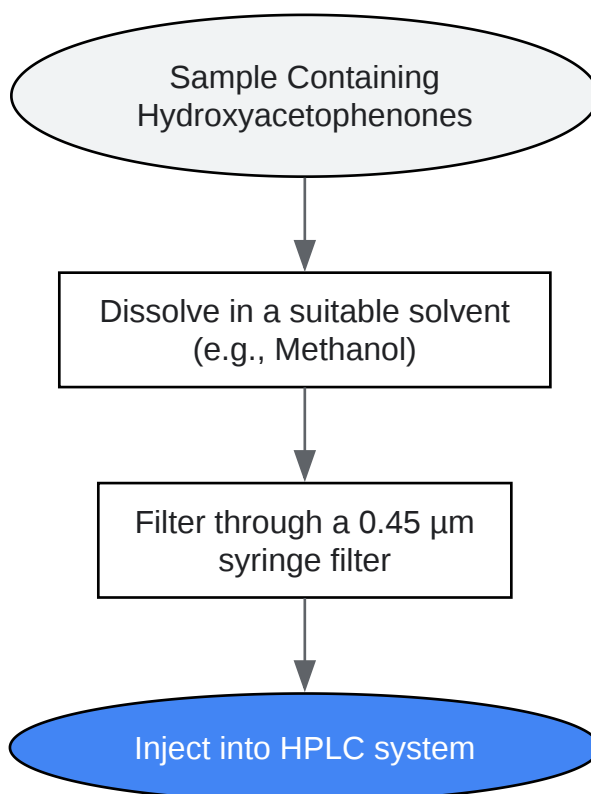 Sample Containing
Hydroxyacetophenones
Dissolve in a suitable solvent
(e.g., Methanol)
Filter through a 0.45 µm
syringe filter
Inject into HPLC system